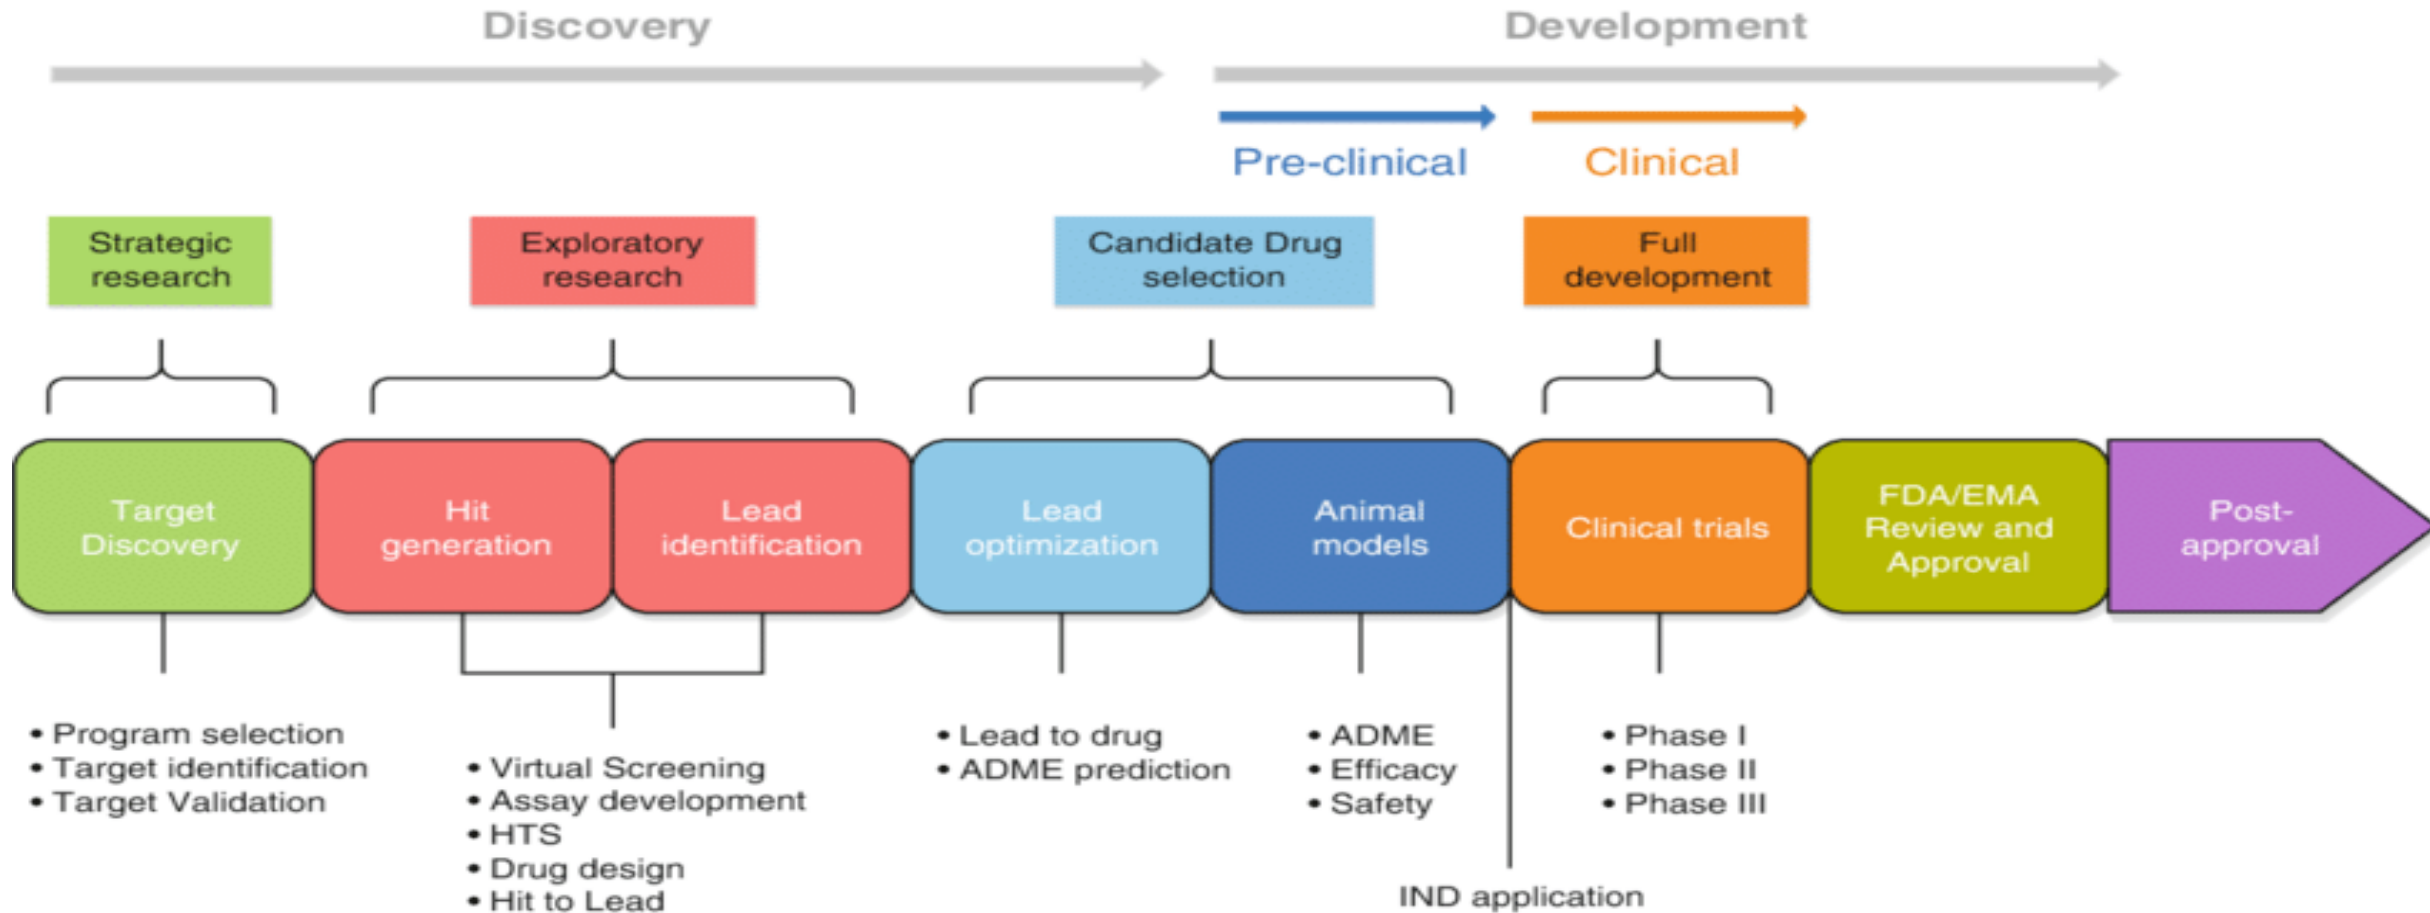 Discovery
Development
Pre-clinical
Clinical
Strategic
research
Exploratory
research
Candidate Drug
selection
Full
development
Target
Discovery
Hit
generation
Lead
identification
Lead
optimization
Animal
models
Clinical trials
FDA/EMA
Review and
Approval
Post-
approval
• Program selection
• Target identification
• Target Validation
• Virtual Screening
• Assay development
• HTS
• Drug design
• Hit to Lead
• Lead to drug
• ADME prediction
• ADME
• Efficacy
• Safety
• Phase I
• Phase II
• Phase III
IND application